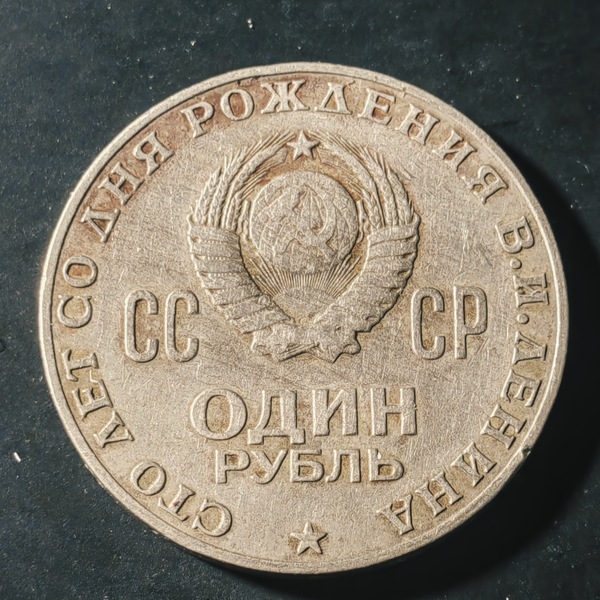 СТО ЛЕТ СО ДНЯ РОЖДЕНИЯ В.И.ЛЕНИНА
СС СР
ОДИН
РУБЛЬ